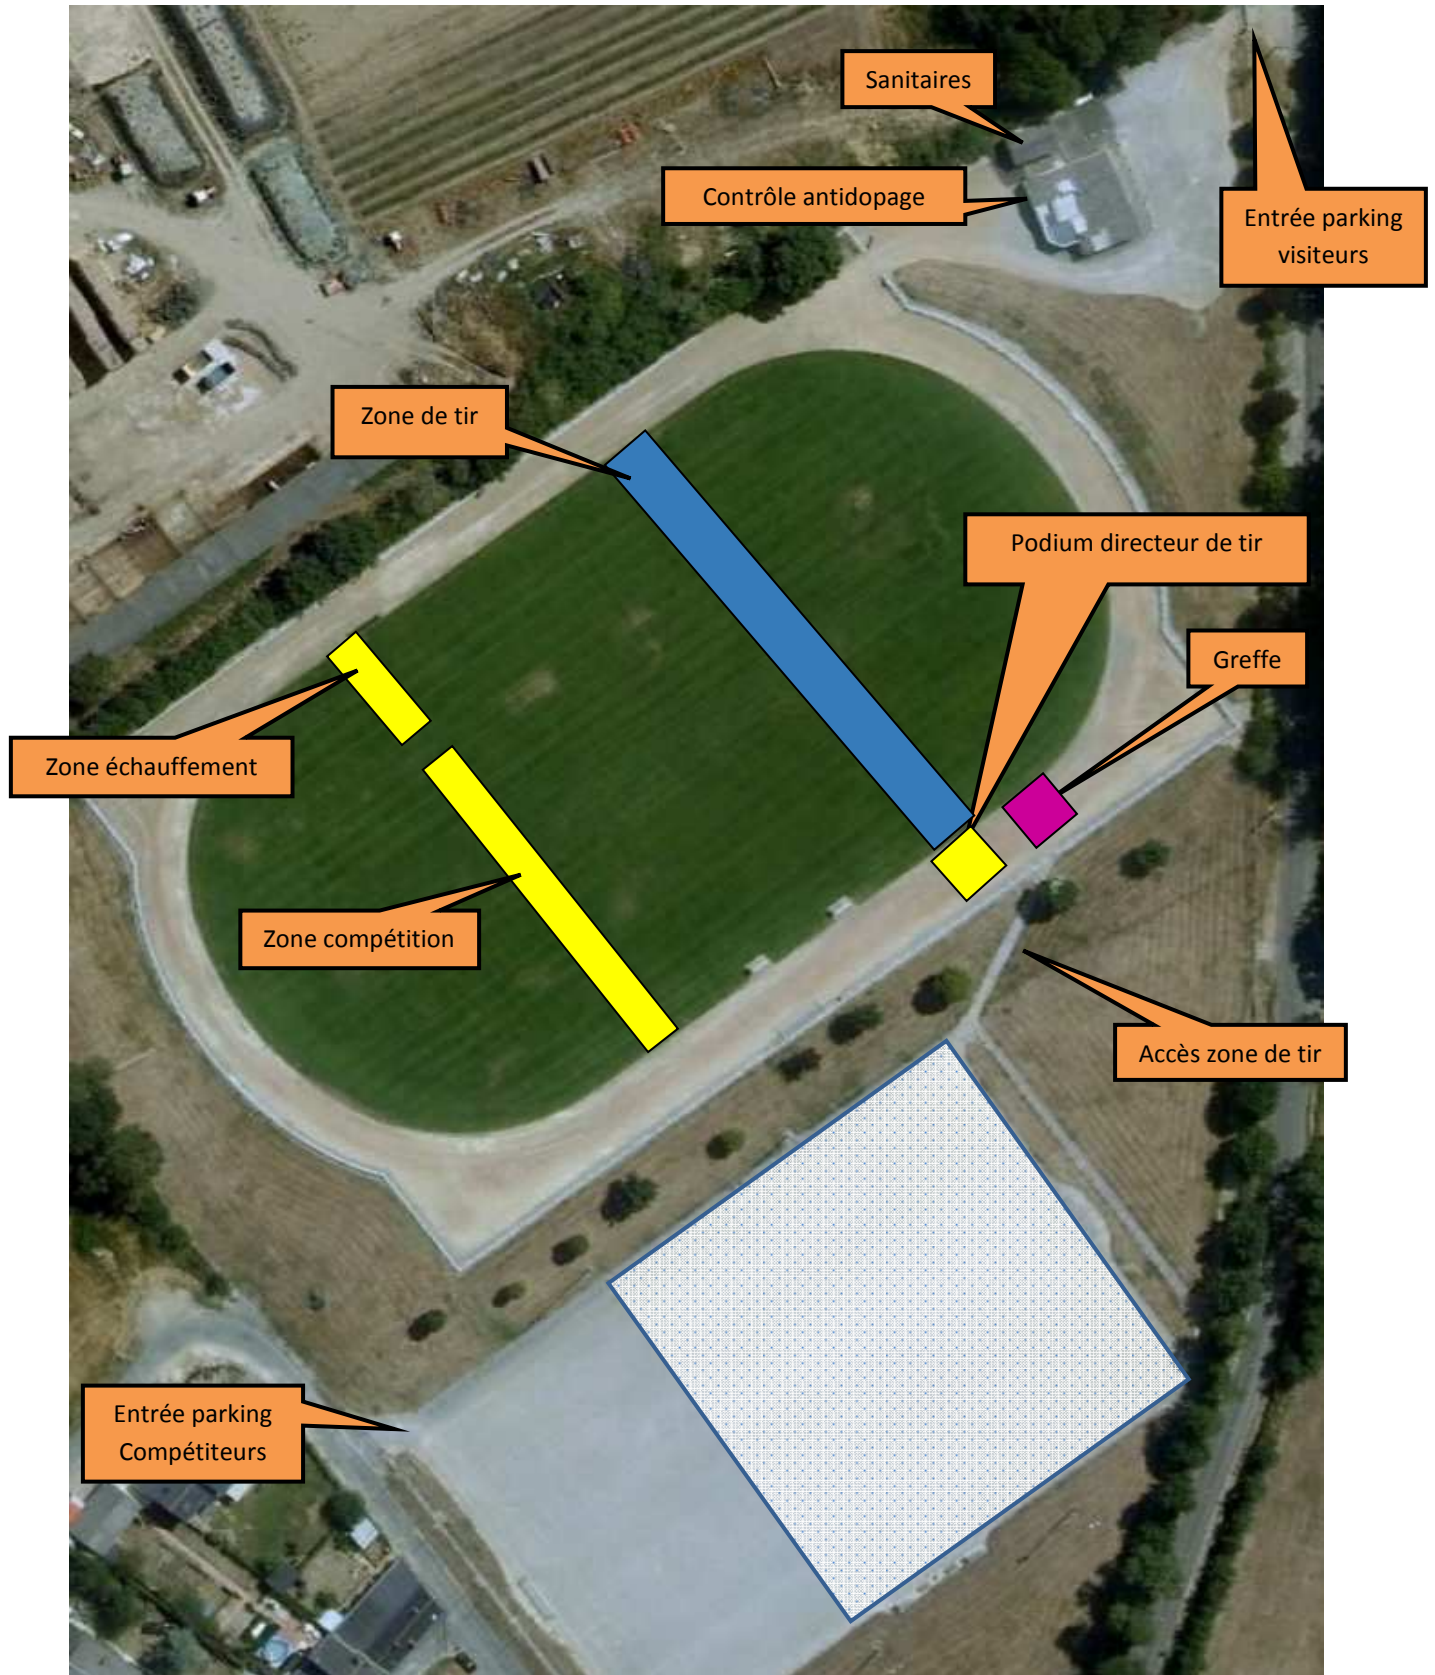 Sanitaires
Contrôle antidopage
Entrée parking
visiteurs
Zone de tir
Podium directeur de tir
Greffe
Zone échauffement
Zone compétition
Accès zone de tir
Entrée parking
Compétiteurs